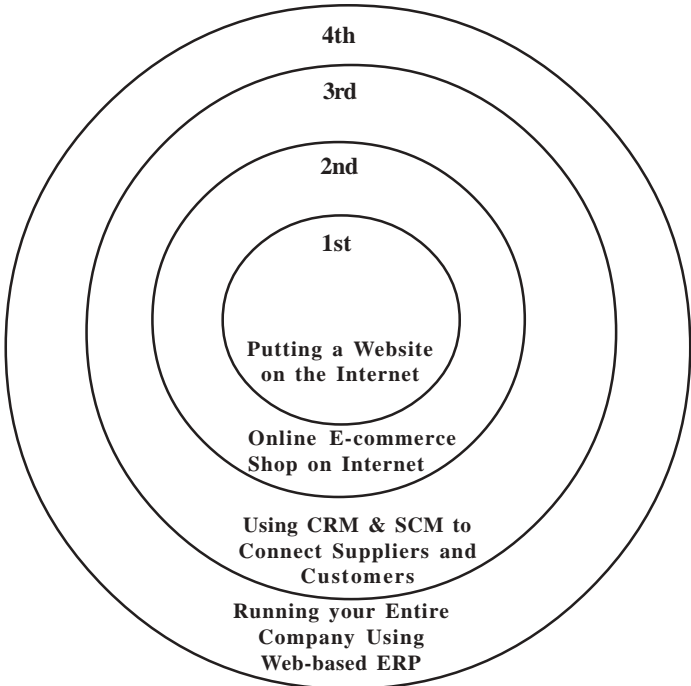 4th
3rd
2nd
1st
Putting a Website
on the Internet
Online E-commerce
Shop on Internet
Using CRM & SCM to
Connect Suppliers and
Customers
Running your Entire
Company Using
Web-based ERP